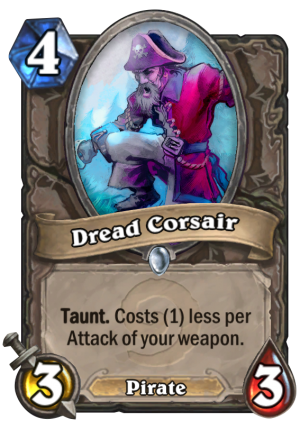 4
Dread Corsair
Taunt. Costs (1) less per
Attack of your weapon.
3
Pirate
3